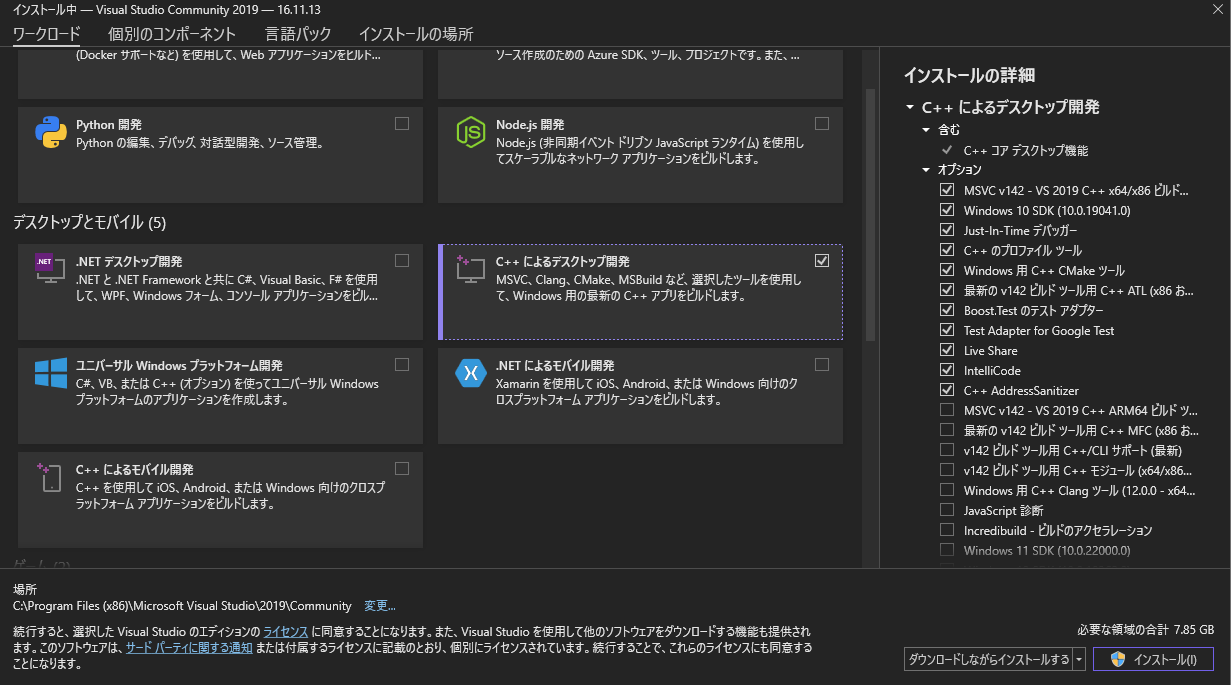 インストール中 — Visual Studio Community 2019 — 16.11.13
ワークロード 個別のコンポーネント 言語パック インストールの場所
(Docker サポートなど) を使用して、Web アプリケーションをビルド...
ソース作成のための Azure SDK、ツール、プロジェクトです。また、...
Python 開発
Python の編集、デバッグ、対話型開発、ソース管理。
Node.js 開発
Node.js (非同期イベント ドリブン JavaScript ランタイム) を使用し
てスケーラブルなネットワーク アプリケーションをビルドします。
デスクトップとモバイル (5)
.NET
.NET デスクトップ開発
.NET と .NET Framework と共に C#、Visual Basic、F# を使用
して、WPF、Windows フォーム、コンソール アプリケーションをビル...
C++ によるデスクトップ開発
MSVC、Clang、CMake、MSBuild など、選択したツールを使用し
て、Windows 用の最新の C++ アプリをビルドします。
ユニバーサル Windows プラットフォーム開発
C#、VB、または C++ (オプション) を使ってユニバーサル Windows
プラットフォームのアプリケーションを作成します。
.NET によるモバイル開発
Xamarin を使用して iOS、Android、または Windows 向けのク
ロスプラットフォーム アプリケーションをビルドします。
C++ によるモバイル開発
C++ を使用して iOS、Android、または Windows 向けのクロスプ
ラットフォーム アプリケーションをビルドします。
ゲーム (2)
インストールの詳細
C++ によるデスクトップ開発
含む
C++ コア デスクトップ機能
オプション
MSVC v142 - VS 2019 C++ x64/x86 ビルド...
Windows 10 SDK (10.0.19041.0)
Just-In-Time デバッガー
C++ のプロファイル ツール
Windows 用 C++ CMake ツール
最新の v142 ビルド ツール用 C++ ATL (x86 お...
Boost.Test のテスト アダプター
Test Adapter for Google Test
Live Share
IntelliCode
C++ AddressSanitizer
MSVC v142 - VS 2019 C++ ARM64 ビルド ツ...
最新の v142 ビルド ツール用 C++ MFC (x86 お...
v142 ビルド ツール用 C++/CLI サポート (最新)
v142 ビルド ツール用 C++ モジュール (x64/x86...
Windows 用 C++ Clang ツール (12.0.0 - x64...
JavaScript 診断
Incredibuild - ビルドのアクセラレーション
Windows 11 SDK (10.0.22000.0)
場所
C:\Program Files (x86)\Microsoft Visual Studio\2019\Community 変更...
続行すると、選択した Visual Studio のエディションの ライセンス に同意することになります。また、Visual Studio を使用して他のソフトウェアをダウンロードする機能も提供され
ます。このソフトウェアは、サード パーティに関する通知 または付属するライセンスに記載のとおり、個別にライセンスされています。続行することで、これらのライセンスにも同意する
ことになります。
必要な領域の合計 7.85 GB
ダウンロードしながらインストールする
インストール(I)